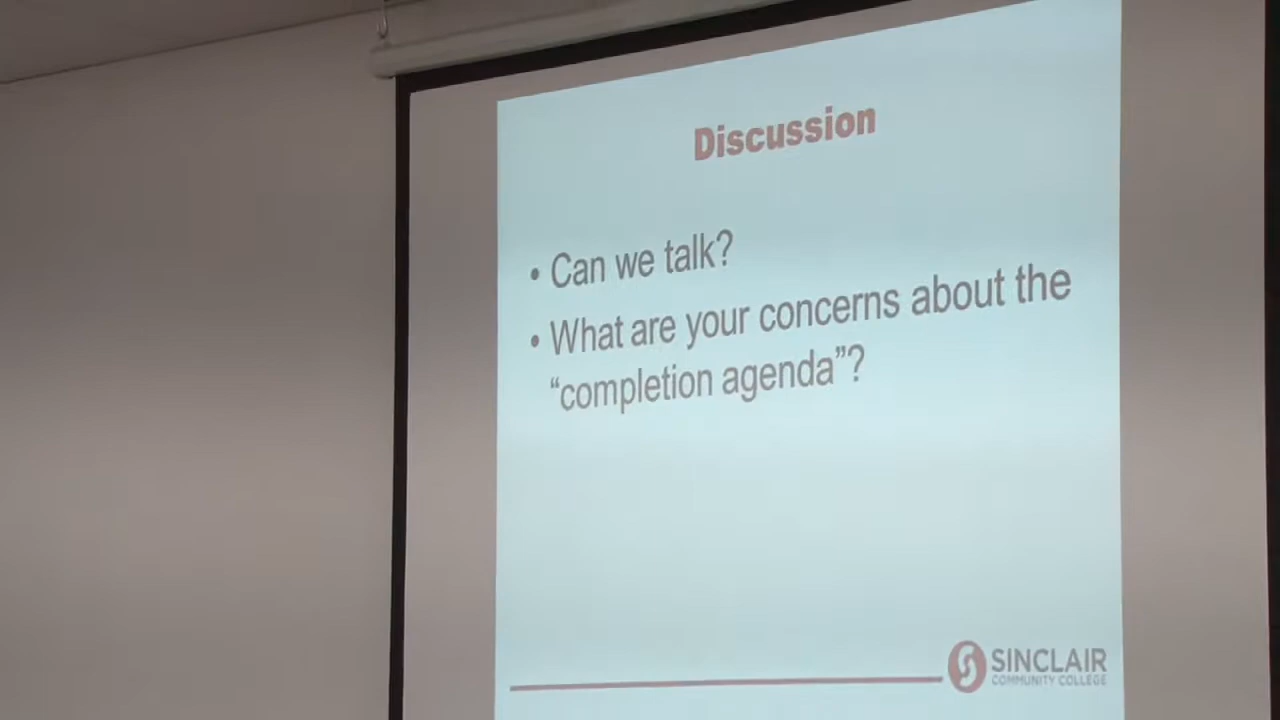 Discussion
• Can we talk?
• What are your concerns about the
“completion agenda”?
SINCLAIR
COMMUNITY COLLEGE